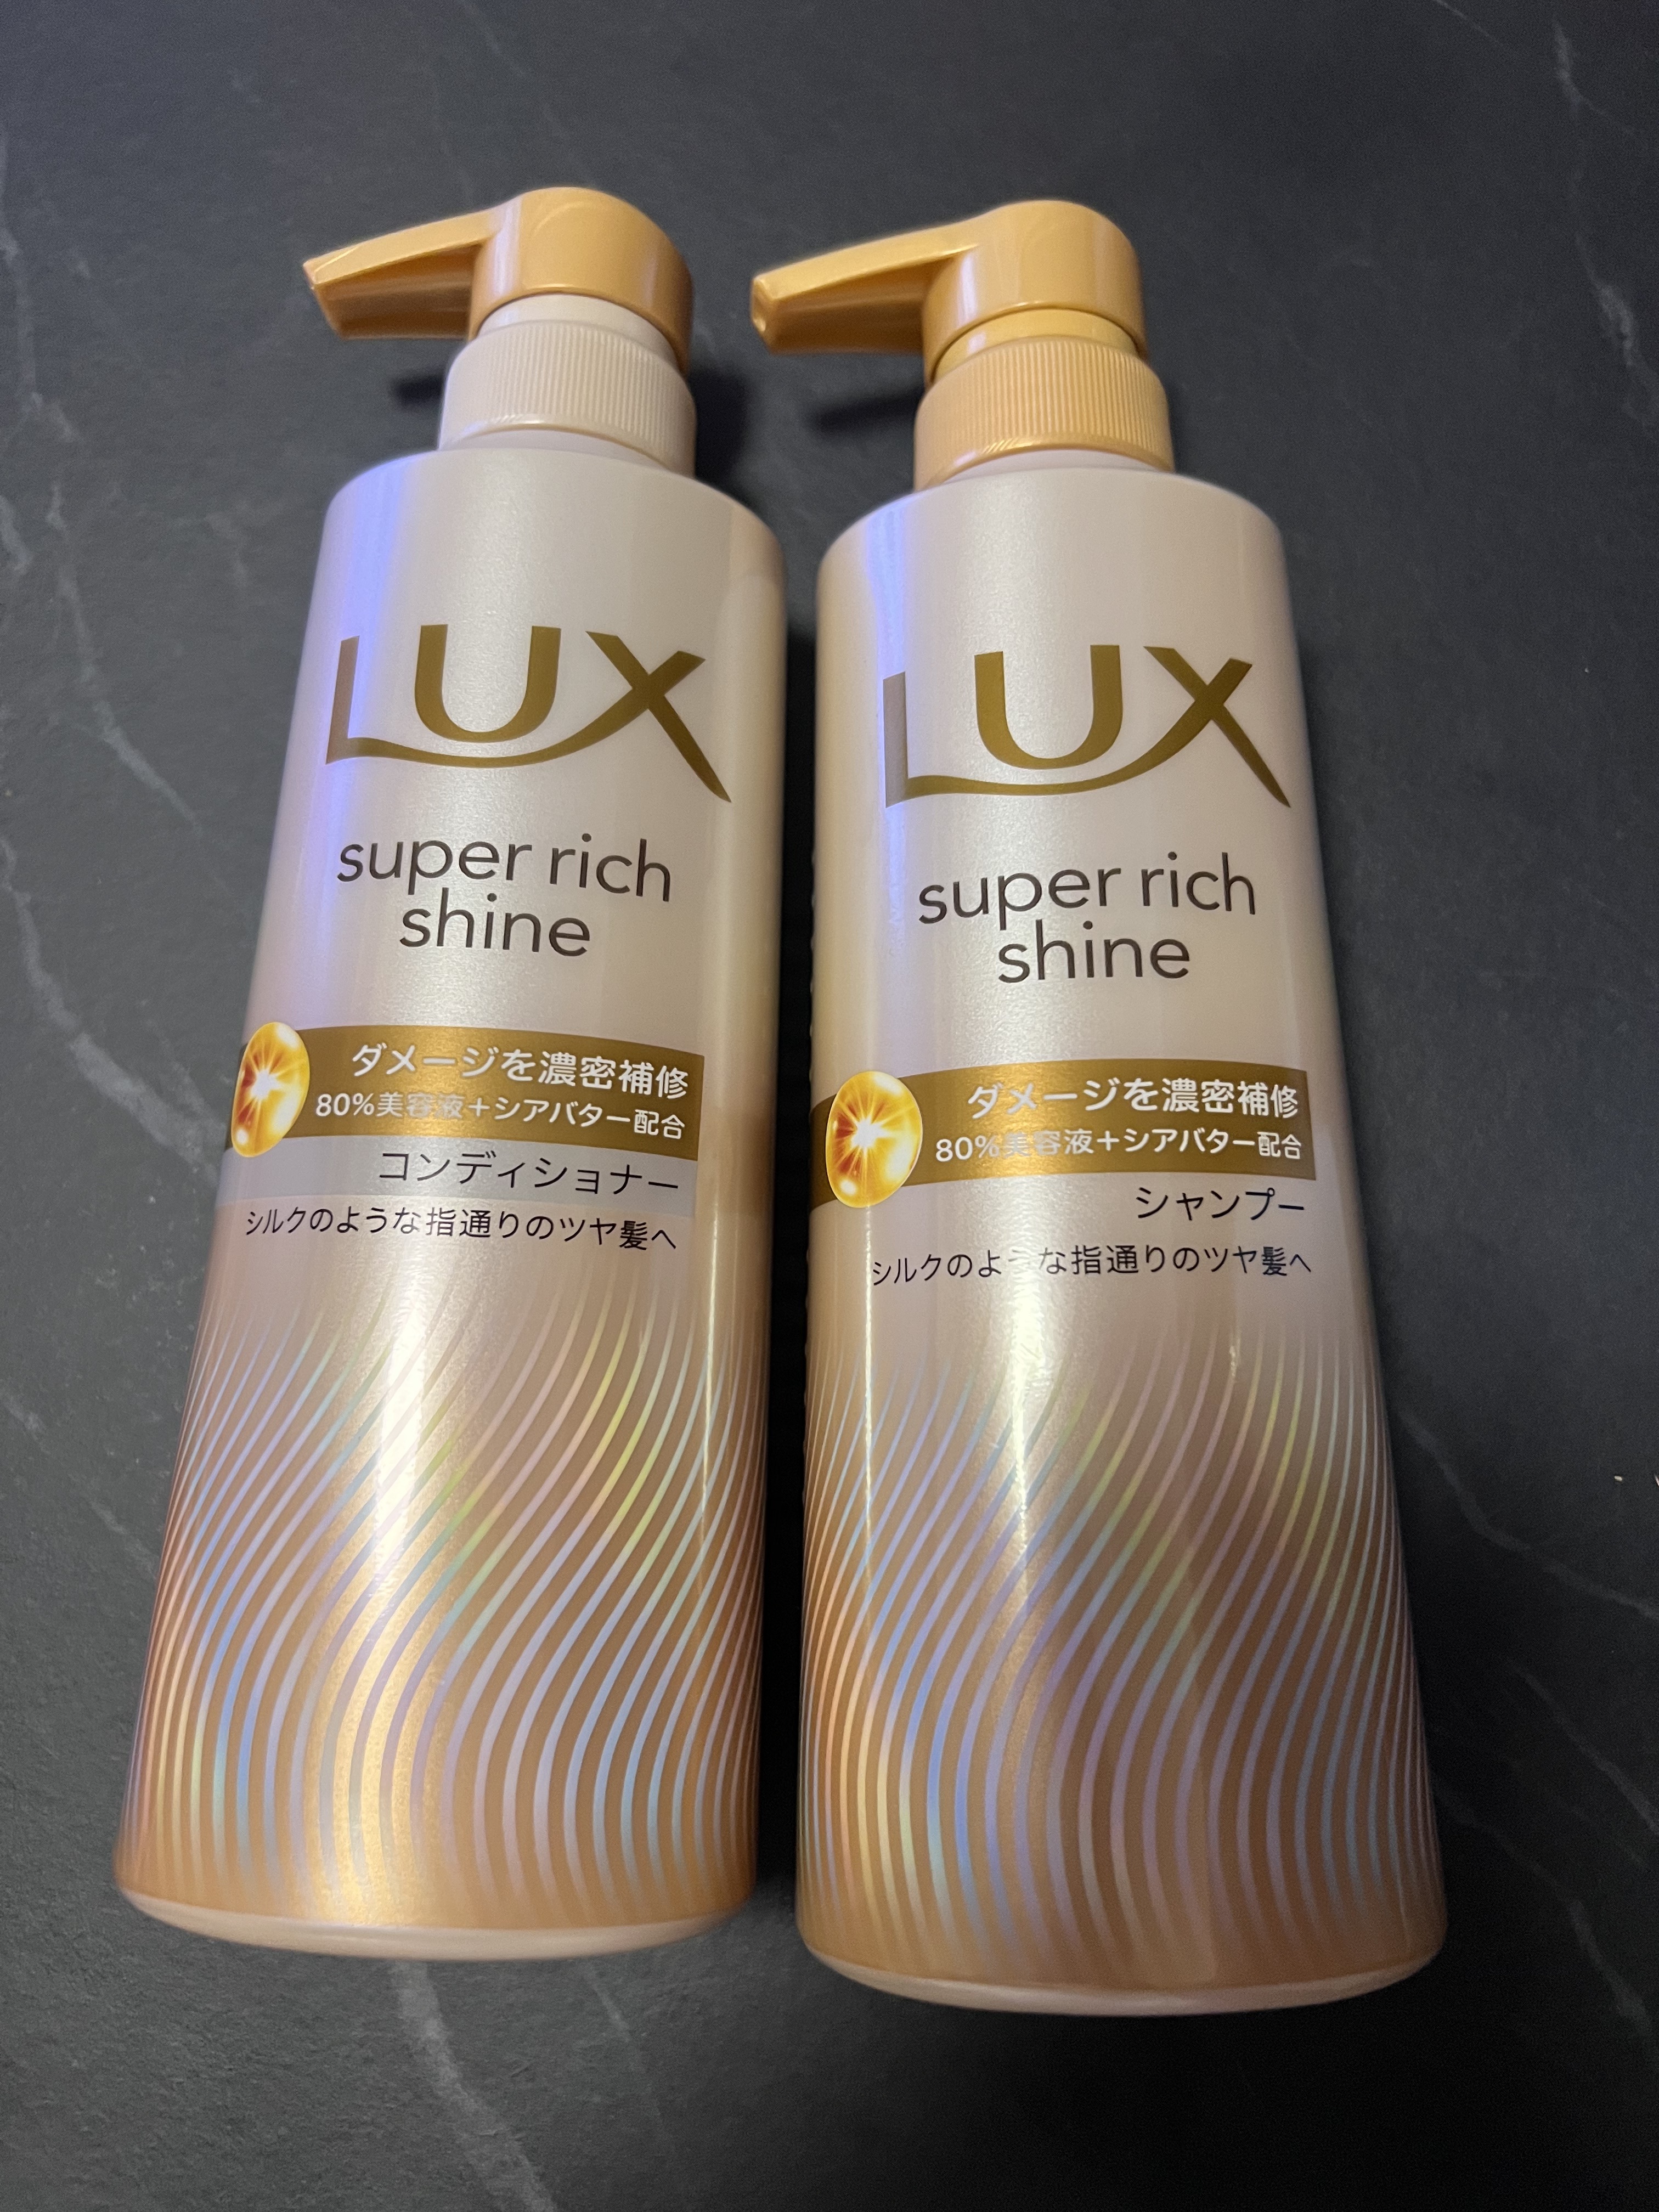 LUX
super rich
shine
ダメージを濃密補修
80%美容液＋シアバター配合
コンディショナー
シルクのような指通りのツヤ髪へ
LUX
super rich
shine
ダメージを濃密補修
80%美容液＋シアバター配合
シャンプー
シルクのような指通りのツヤ髪へ